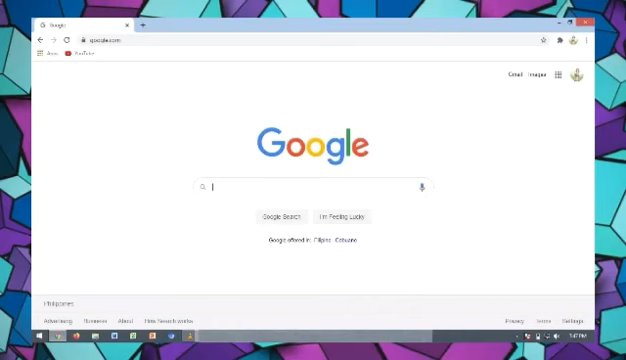 Google
google.com
Apps YouTube
Gmail Images
Google
Google Search I'm Feeling Lucky
Google offered in: Filipino Cebuano
Philippines
Advertising Business About How Search works Privacy Terms Settings